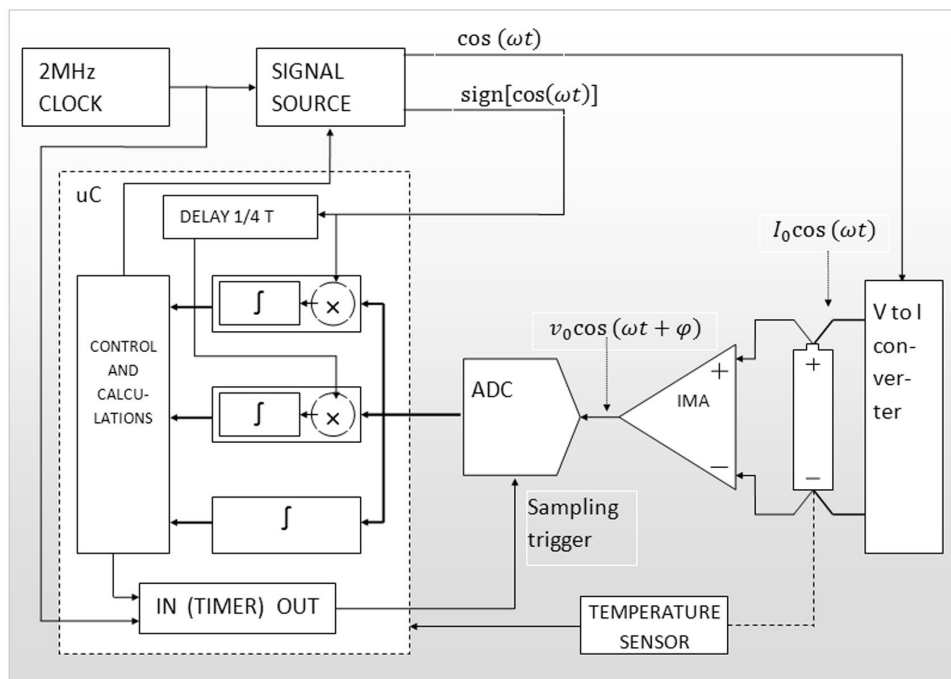 cos (ωt)
2MHz
CLOCK
SIGNAL
SOURCE
sign[cos(ωt)]
uC
DELAY 1/4 T
I₀cos (ωt)
∫
×
V to I
con-
ver-
ter
v₀cos(ωt + φ)
CONTROL
AND
CALCU-
LATIONS
ADC
+
IMA
−
+
−
∫
×
∫
Sampling
trigger
IN (TIMER) OUT
TEMPERATURE
SENSOR